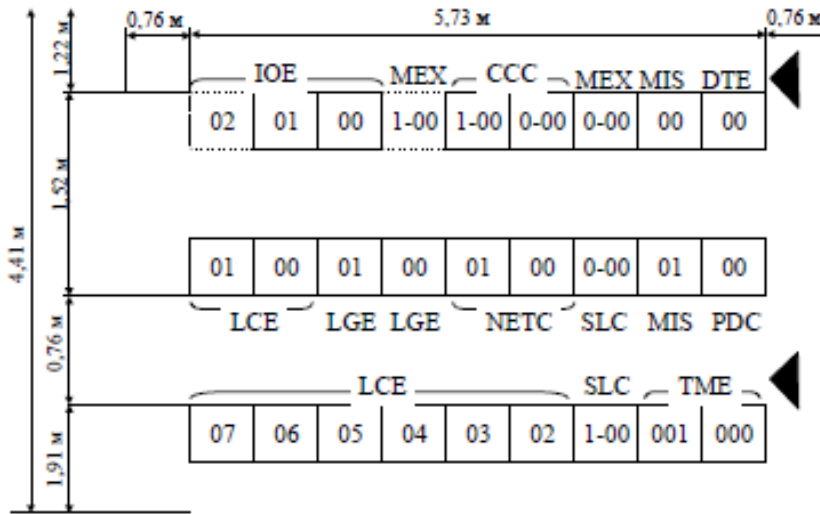 0,76 м 5,73 м 0,76 м
1,22 м
IOE MEX CCC MEX MIS DTE
02 01 00 1-00 1-00 0-00 0-00 00 00
1,52 м
4,41 м
01 00 01 00 01 00 0-00 01 00
LCE LGE LGE NETC SLC MIS PDC
0,76 м
LCE SLC TME
07 06 05 04 03 02 1-00 001 000
1,91 м